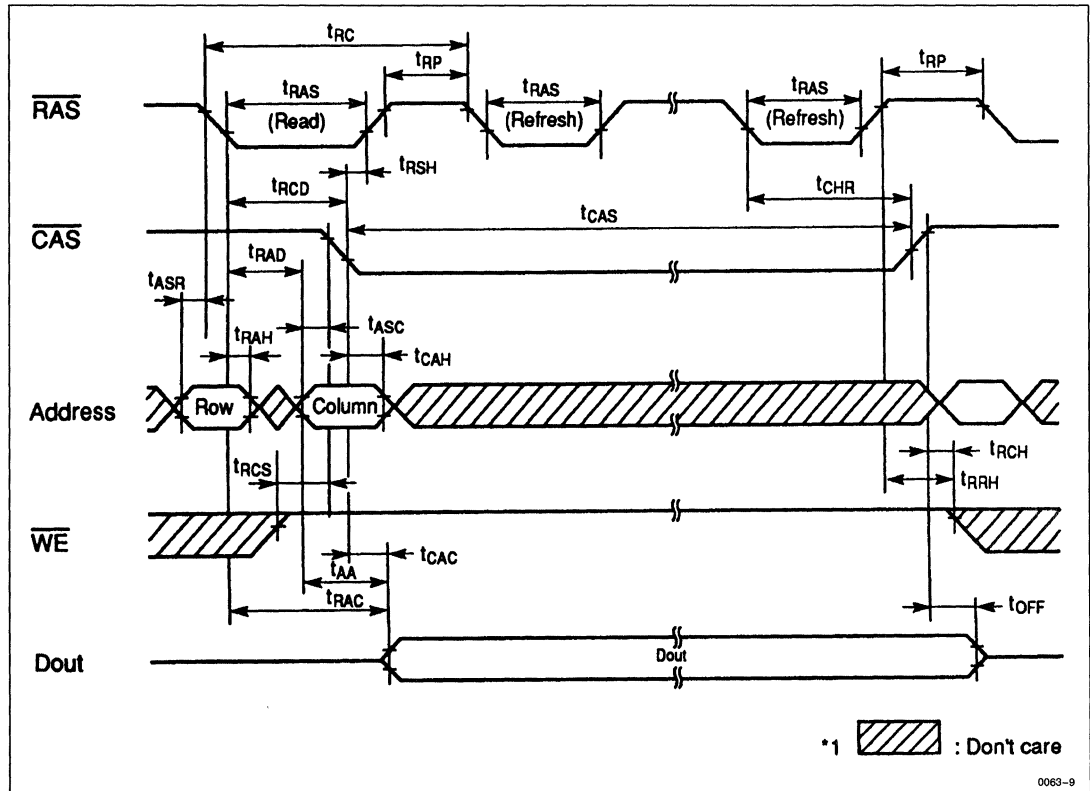 tRC
tRP
tRP
RAS
tRAS
(Read)
tRAS
(Refresh)
tRAS
(Refresh)
tRSH
tRCD
tCHR
tCAS
CAS
tRAD
tASR
tASC
tRAH
tCAH
Address
Row
Column
tRCS
tRCH
tRRH
WE
tCAC
tAA
tRAC
tOFF
Dout
Dout
*1 : Don't care
0063-9